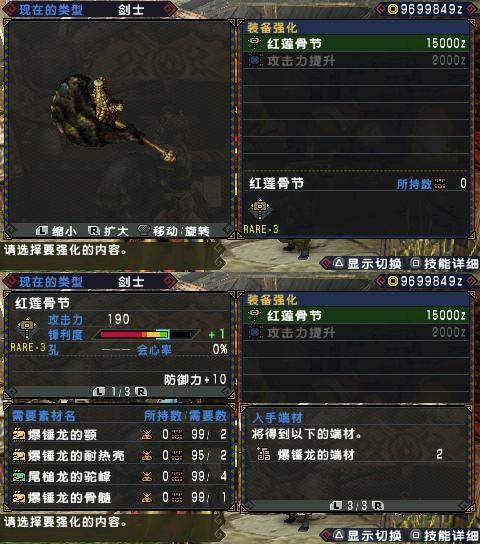 现在的类型 剑士
9699849z
装备强化
红莲骨节 15000z
攻击力提升 2000z
红莲骨节 所持数 0
RARE-3
L 缩小 R 扩大 移动/旋转
请选择要强化的内容。
△显示切换 □技能详细
现在的类型 剑士
9699849z
红莲骨节
攻击力 190
锋利度 +1
RARE-3 孔 --- 会心率 0%
防御力+10
L 1/3 R
装备强化
红莲骨节 15000z
攻击力提升 2000z
需要素材名 所持数/需要数
爆锤龙的颚 0 99/ 2
爆锤龙的耐热壳 0 95/ 2
尾槌龙的驼峰 0 99/ 4
爆锤龙的骨髓 0 99/ 1
入手端材
将得到以下的端材。
爆锤龙的端材 2
L 3/3 R
请选择要强化的内容。
△显示切换 □技能详细